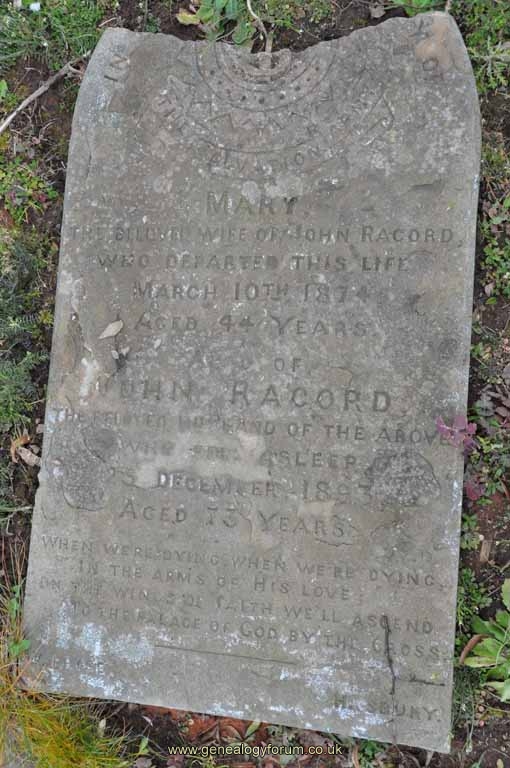 IN
MARY,
THE BELOVED WIFE OF JOHN RACORD,
WHO DEPARTED THIS LIFE
MARCH 10TH 1874
AGED 44 YEARS.
OF
JOHN RACORD,
THE BELOVED HUSBAND OF THE ABOVE
WHO FELL ASLEEP
DECEMBER 1893
AGED 73 YEARS.
WHEN WE'RE DYING, WHEN WE'RE DYING,
IN THE ARMS OF HIS LOVE
ON THE WINGS OF FAITH WE'LL ASCEND
TO THE PALACE OF GOD BY THE CROSS.
www.genealogyforum.co.uk